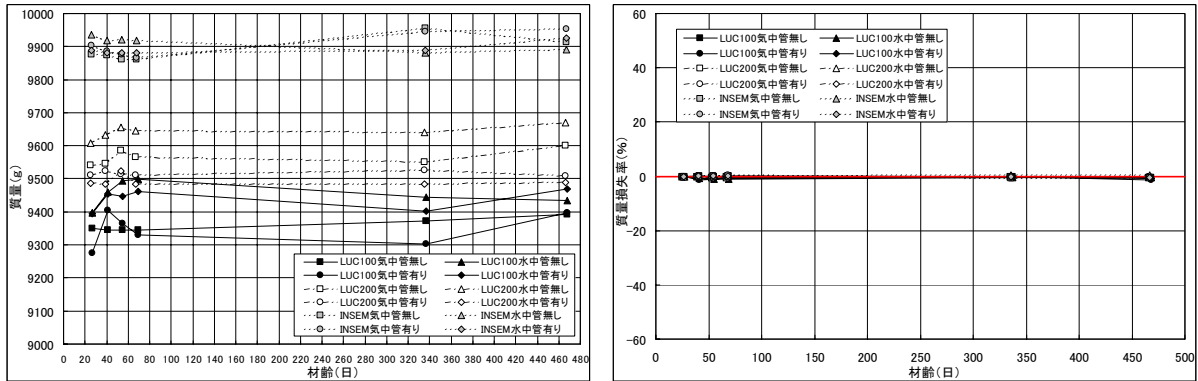 10000
9900
9800
9700
9600
9500
9400
9300
9200
9100
9000
質量(g)
LUC100気中管無し LUC100水中管無し
LUC100気中管有り LUC100水中管有り
LUC200気中管無し LUC200水中管無し
LUC200気中管有り LUC200水中管有り
INSEM気中管無し INSEM水中管無し
INSEM気中管有り INSEM水中管有り
0 20 40 60 80 100 120 140 160 180 200 220 240 260 280 300 320 340 360 380 400 420 440 460 480
材齢(日)
60
40
20
0
-20
-40
-60
質量損失率(%)
LUC100気中管無し LUC100水中管無し
LUC100気中管有り LUC100水中管有り
LUC200気中管無し LUC200水中管無し
LUC200気中管有り LUC200水中管有り
INSEM気中管無し INSEM水中管無し
INSEM気中管有り INSEM水中管有り
0 50 100 150 200 250 300 350 400 450 500
材齢(日)